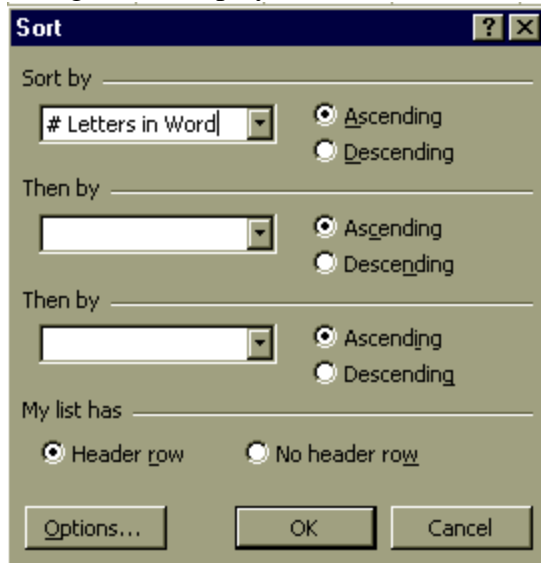 Sort
Sort by
# Letters in Word
Ascending
Descending
Then by
Ascending
Descending
Then by
Ascending
Descending
My list has
Header row
No header row
Options...
OK
Cancel